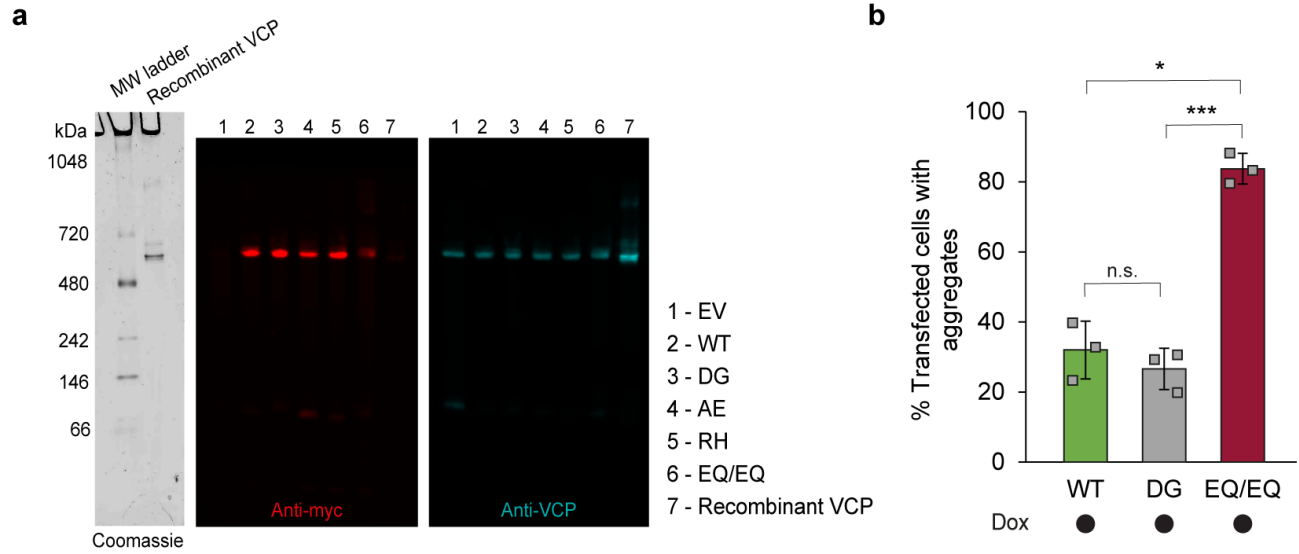 a
MW ladder
Recombinant VCP
kDa
1048
720
480
242
146
66
Coomassie
1 2 3 4 5 6 7
Anti-myc
1 2 3 4 5 6 7
Anti-VCP
1 - EV
2 - WT
3 - DG
4 - AE
5 - RH
6 - EQ/EQ
7 - Recombinant VCP
b
% Transfected cells with
aggregates
100
80
60
40
20
0
*
***
n.s.
WT DG EQ/EQ
Dox